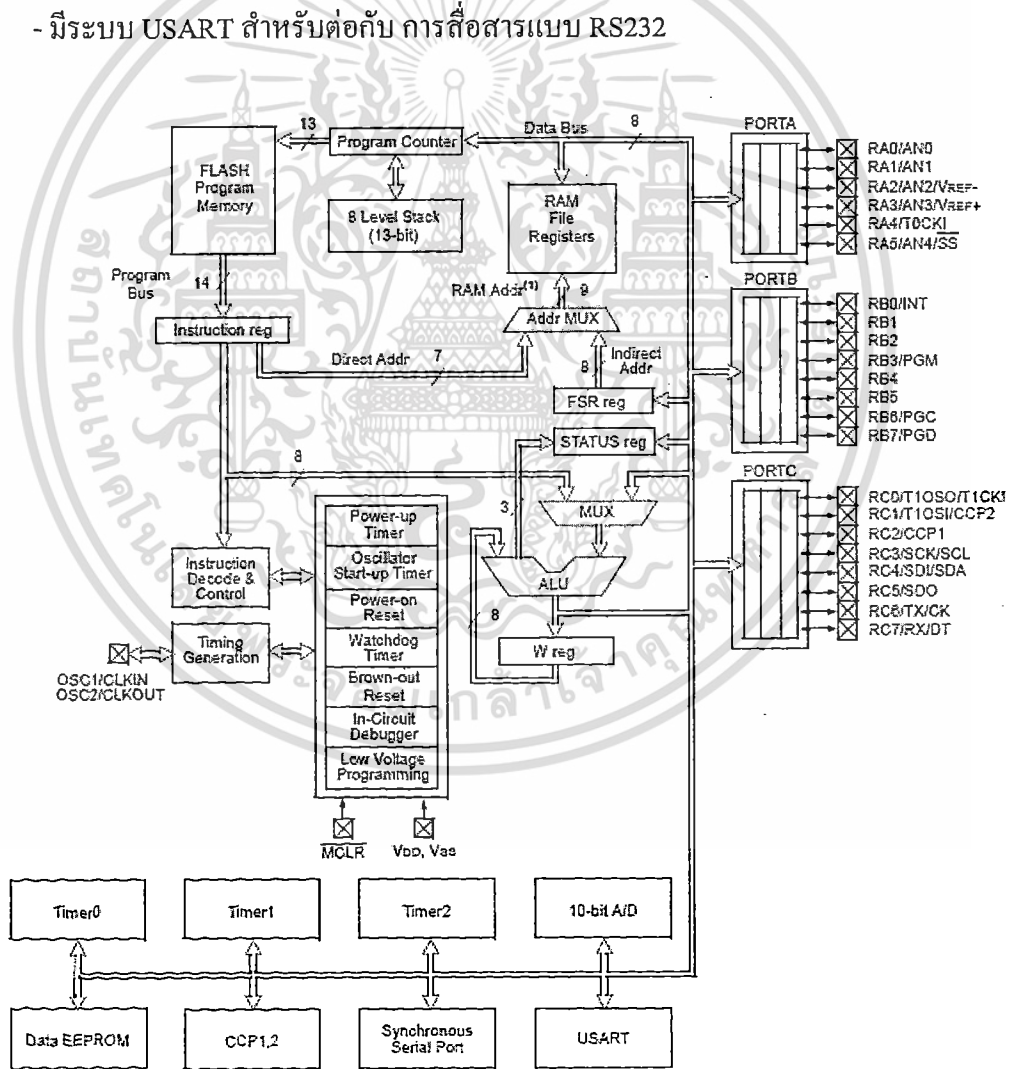 - มีระบบ USART สำหรับต่อกับ การสื่อสารแบบ RS232
FLASH
Program
Memory
13
Program Counter
8 Level Stack
(13-bit)
Data Bus
8
RAM
File
Registers
Program
Bus
14
Instruction reg
RAM Addr(1)
9
Addr MUX
Direct Addr
7
8
Indirect
Addr
FSR reg
STATUS reg
8
3
MUX
ALU
8
W reg
Instruction
Decode &
Control
Timing
Generation
OSC1/CLKIN
OSC2/CLKOUT
Power-up
Timer
Oscillator
Start-up Timer
Power-on
Reset
Watchdog
Timer
Brown-out
Reset
In-Circuit
Debugger
Low Voltage
Programming
MCLR
VDD, VSS
PORTA
RA0/AN0
RA1/AN1
RA2/AN2/VREF-
RA3/AN3/VREF+
RA4/T0CKI
RA5/AN4/SS
PORTB
RB0/INT
RB1
RB2
RB3/PGM
RB4
RB5
RB6/PGC
RB7/PGD
PORTC
RC0/T1OSO/T1CKI
RC1/T1OSI/CCP2
RC2/CCP1
RC3/SCK/SCL
RC4/SDI/SDA
RC5/SDO
RC6/TX/CK
RC7/RX/DT
Timer0
Timer1
Timer2
10-bit A/D
Data EEPROM
CCP1,2
Synchronous
Serial Port
USART